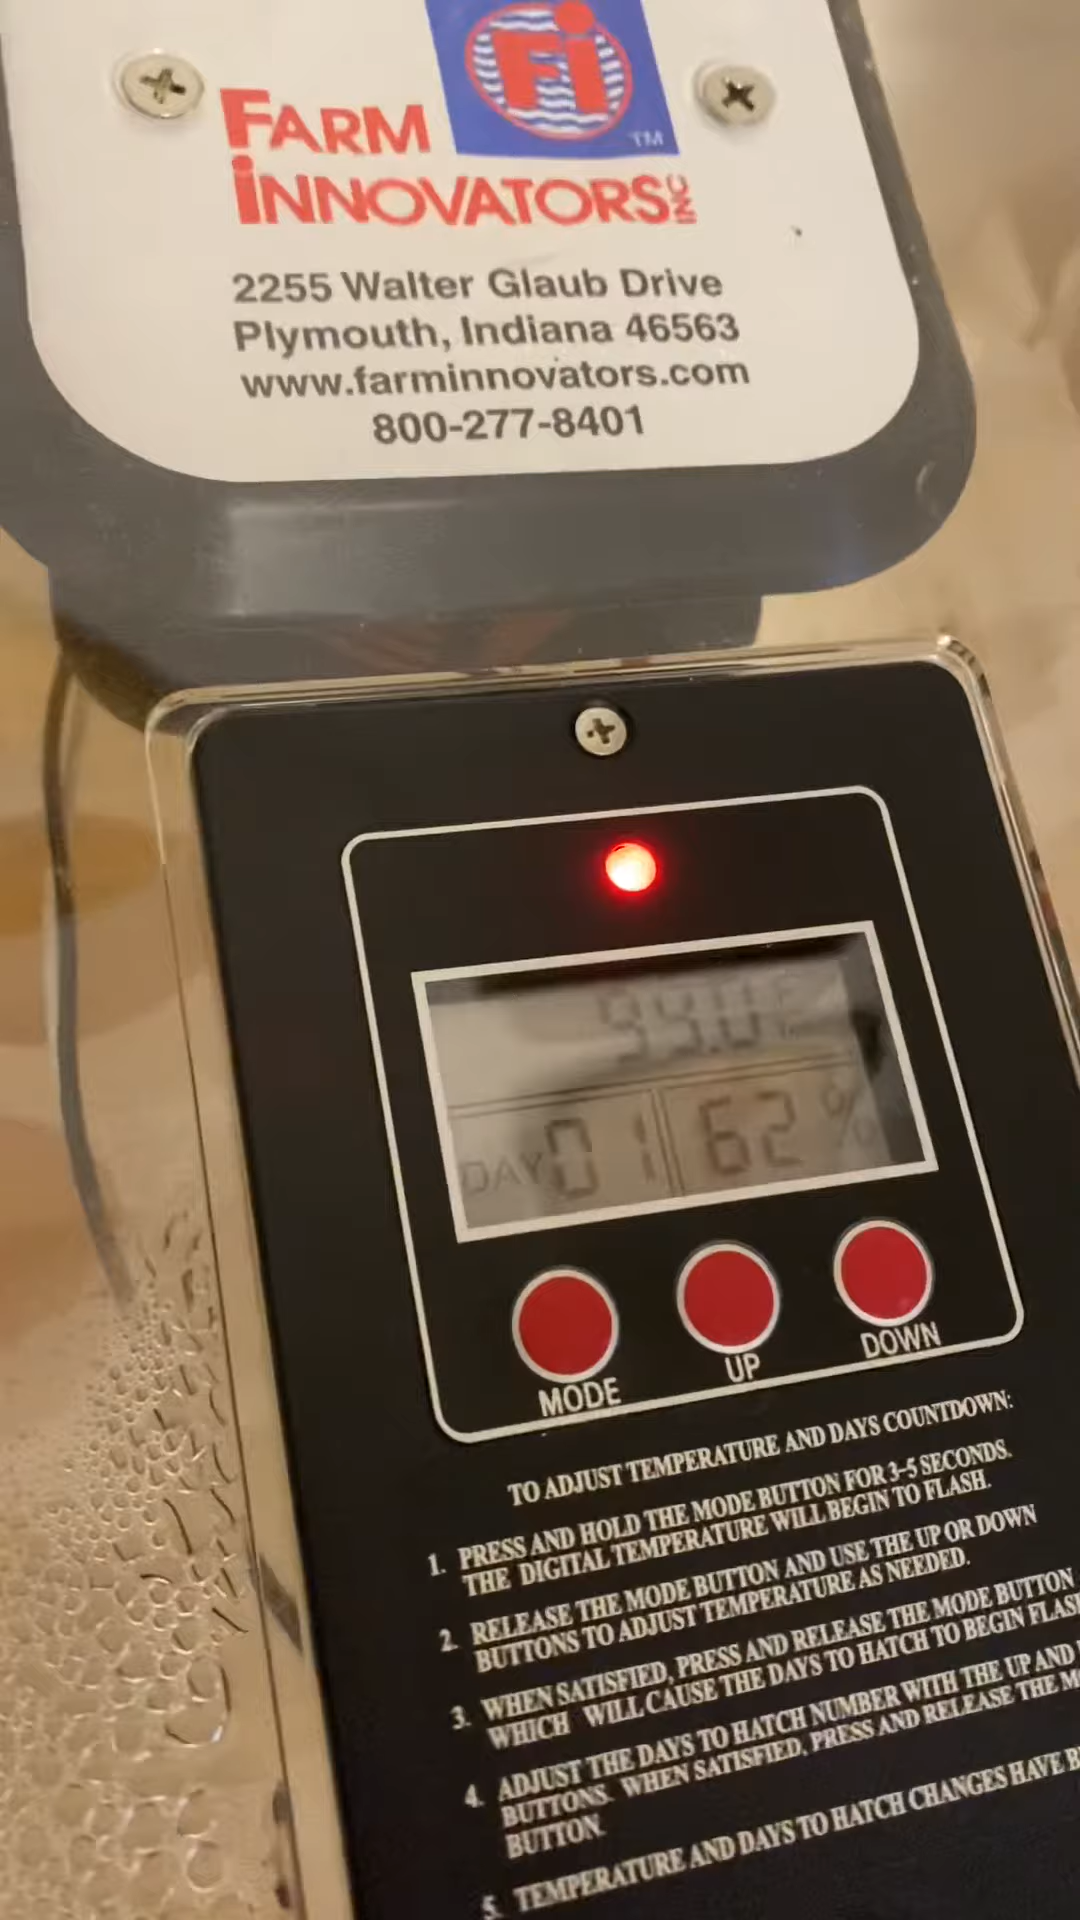 Fi
TM
FARM
INNOVATORS INC
2255 Walter Glaub Drive
Plymouth, Indiana 46563
www.farminnovators.com
800-277-8401
99.0 F
DAY 01 62 %
MODE UP DOWN
TO ADJUST TEMPERATURE AND DAYS COUNTDOWN:
1. PRESS AND HOLD THE MODE BUTTON FOR 3-5 SECONDS.
THE DIGITAL TEMPERATURE WILL BEGIN TO FLASH.
2. RELEASE THE MODE BUTTON AND USE THE UP OR DOWN
BUTTONS TO ADJUST TEMPERATURE AS NEEDED.
3. WHEN SATISFIED, PRESS AND RELEASE THE MODE BUTTON
WHICH WILL CAUSE THE DAYS TO HATCH TO BEGIN
4. ADJUST THE DAYS TO HATCH NUMBER WITH THE UP AND
BUTTONS. WHEN SATISFIED, PRESS AND RELEASE THE
BUTTON.
5. TEMPERATURE AND DAYS TO HATCH CHANGES HAVE